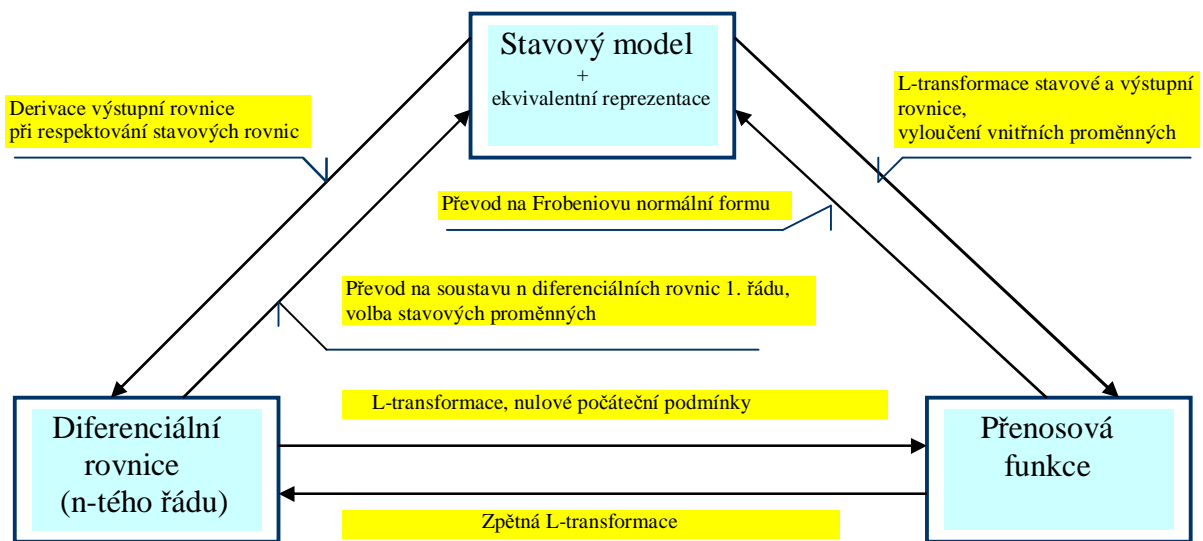 Stavový model
+
ekvivalentní reprezentace
Derivace výstupní rovnice
při respektování stavových rovnic
L-transformace stavové a výstupní
rovnice,
vyloučení vnitřních proměnných
Převod na Frobeniovu normální formu
Převod na soustavu n diferenciálních rovnic 1. řádu,
volba stavových proměnných
L-transformace, nulové počáteční podmínky
Diferenciální
rovnice
(n-tého řádu)
Přenosová
funkce
Zpětná L-transformace